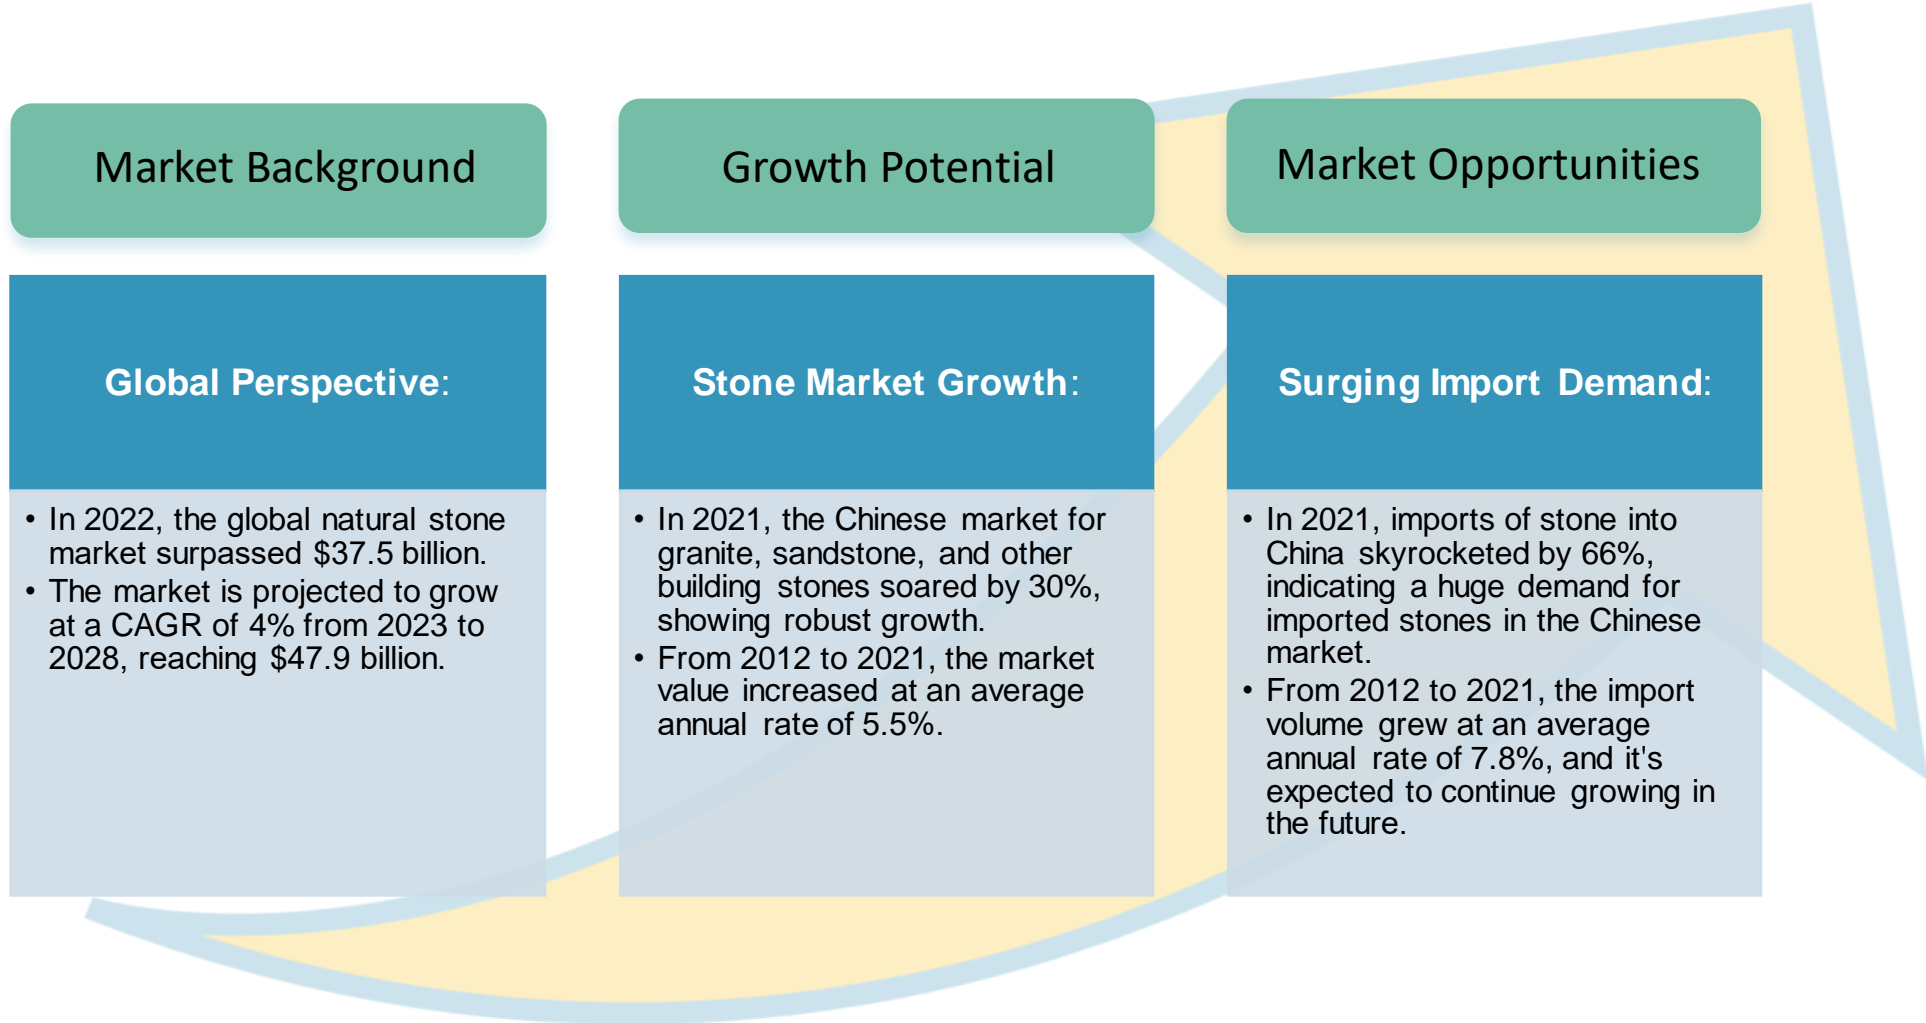 Market Background
Growth Potential
Market Opportunities
Global Perspective:
• In 2022, the global natural stone
market surpassed $37.5 billion.
• The market is projected to grow
at a CAGR of 4% from 2023 to
2028, reaching $47.9 billion.
Stone Market Growth:
• In 2021, the Chinese market for
granite, sandstone, and other
building stones soared by 30%,
showing robust growth.
• From 2012 to 2021, the market
value increased at an average
annual rate of 5.5%.
Surging Import Demand:
• In 2021, imports of stone into
China skyrocketed by 66%,
indicating a huge demand for
imported stones in the Chinese
market.
• From 2012 to 2021, the import
volume grew at an average
annual rate of 7.8%, and it's
expected to continue growing in
the future.